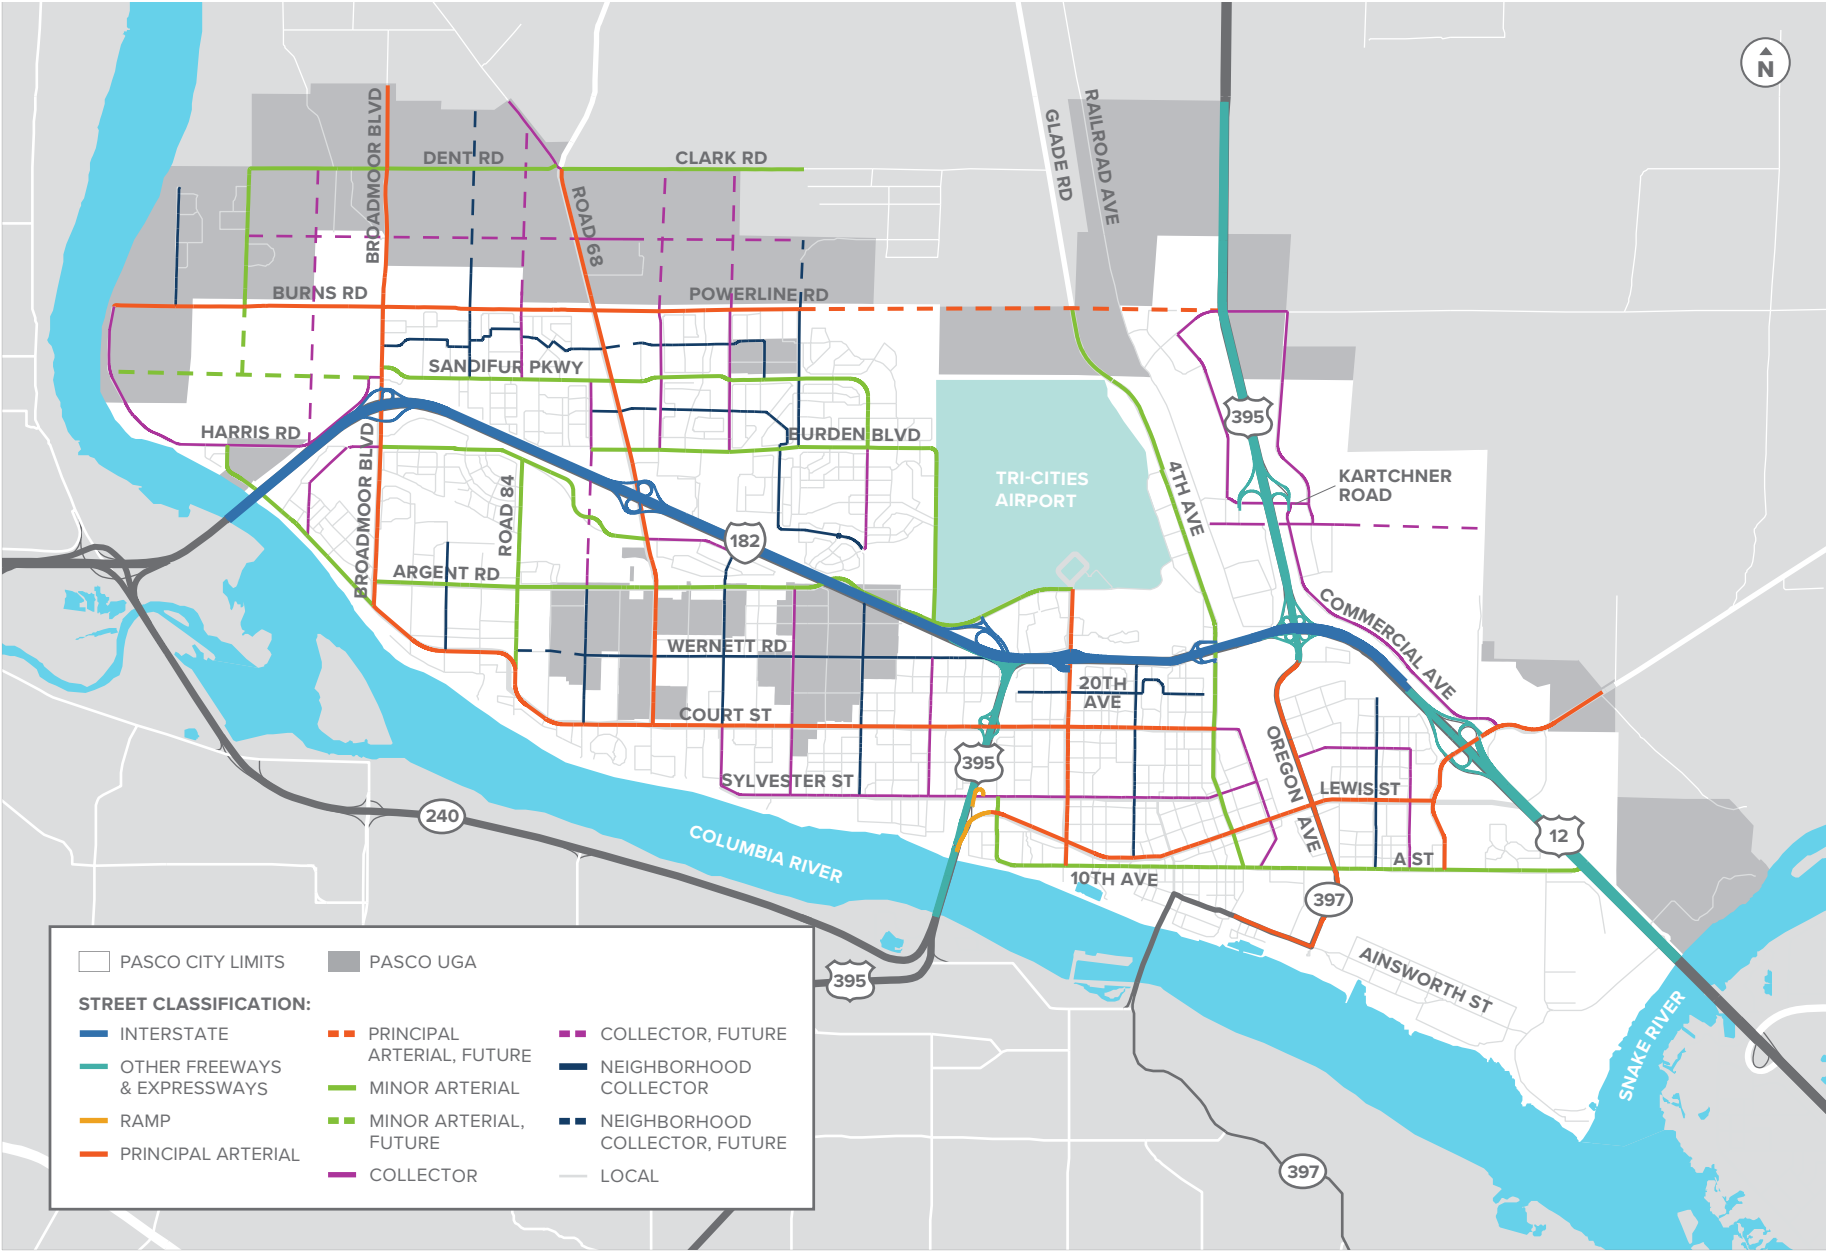 N
BROADMOOR BLVD
DENT RD
CLARK RD
ROAD 68
GLADE RD
RAILROAD AVE
BURNS RD
POWERLINE RD
SANDIFUR PKWY
HARRIS RD
BURDEN BLVD
395
TRI-CITIES
AIRPORT
4TH AVE
KARTCHNER
ROAD
BROADMOOR BLVD
ROAD 84
182
ARGENT RD
COMMERCIAL AVE
WERNETT RD
20TH
AVE
COURT ST
OREGON AVE
395
SYLVESTER ST
LEWIS ST
240
12
COLUMBIA RIVER
A ST
10TH AVE
397
AINSWORTH ST
395
SNAKE RIVER
397
PASCO CITY LIMITS
PASCO UGA
STREET CLASSIFICATION:
INTERSTATE
OTHER FREEWAYS
& EXPRESSWAYS
RAMP
PRINCIPAL ARTERIAL
PRINCIPAL
ARTERIAL, FUTURE
MINOR ARTERIAL
MINOR ARTERIAL,
FUTURE
COLLECTOR
COLLECTOR, FUTURE
NEIGHBORHOOD
COLLECTOR
NEIGHBORHOOD
COLLECTOR, FUTURE
LOCAL